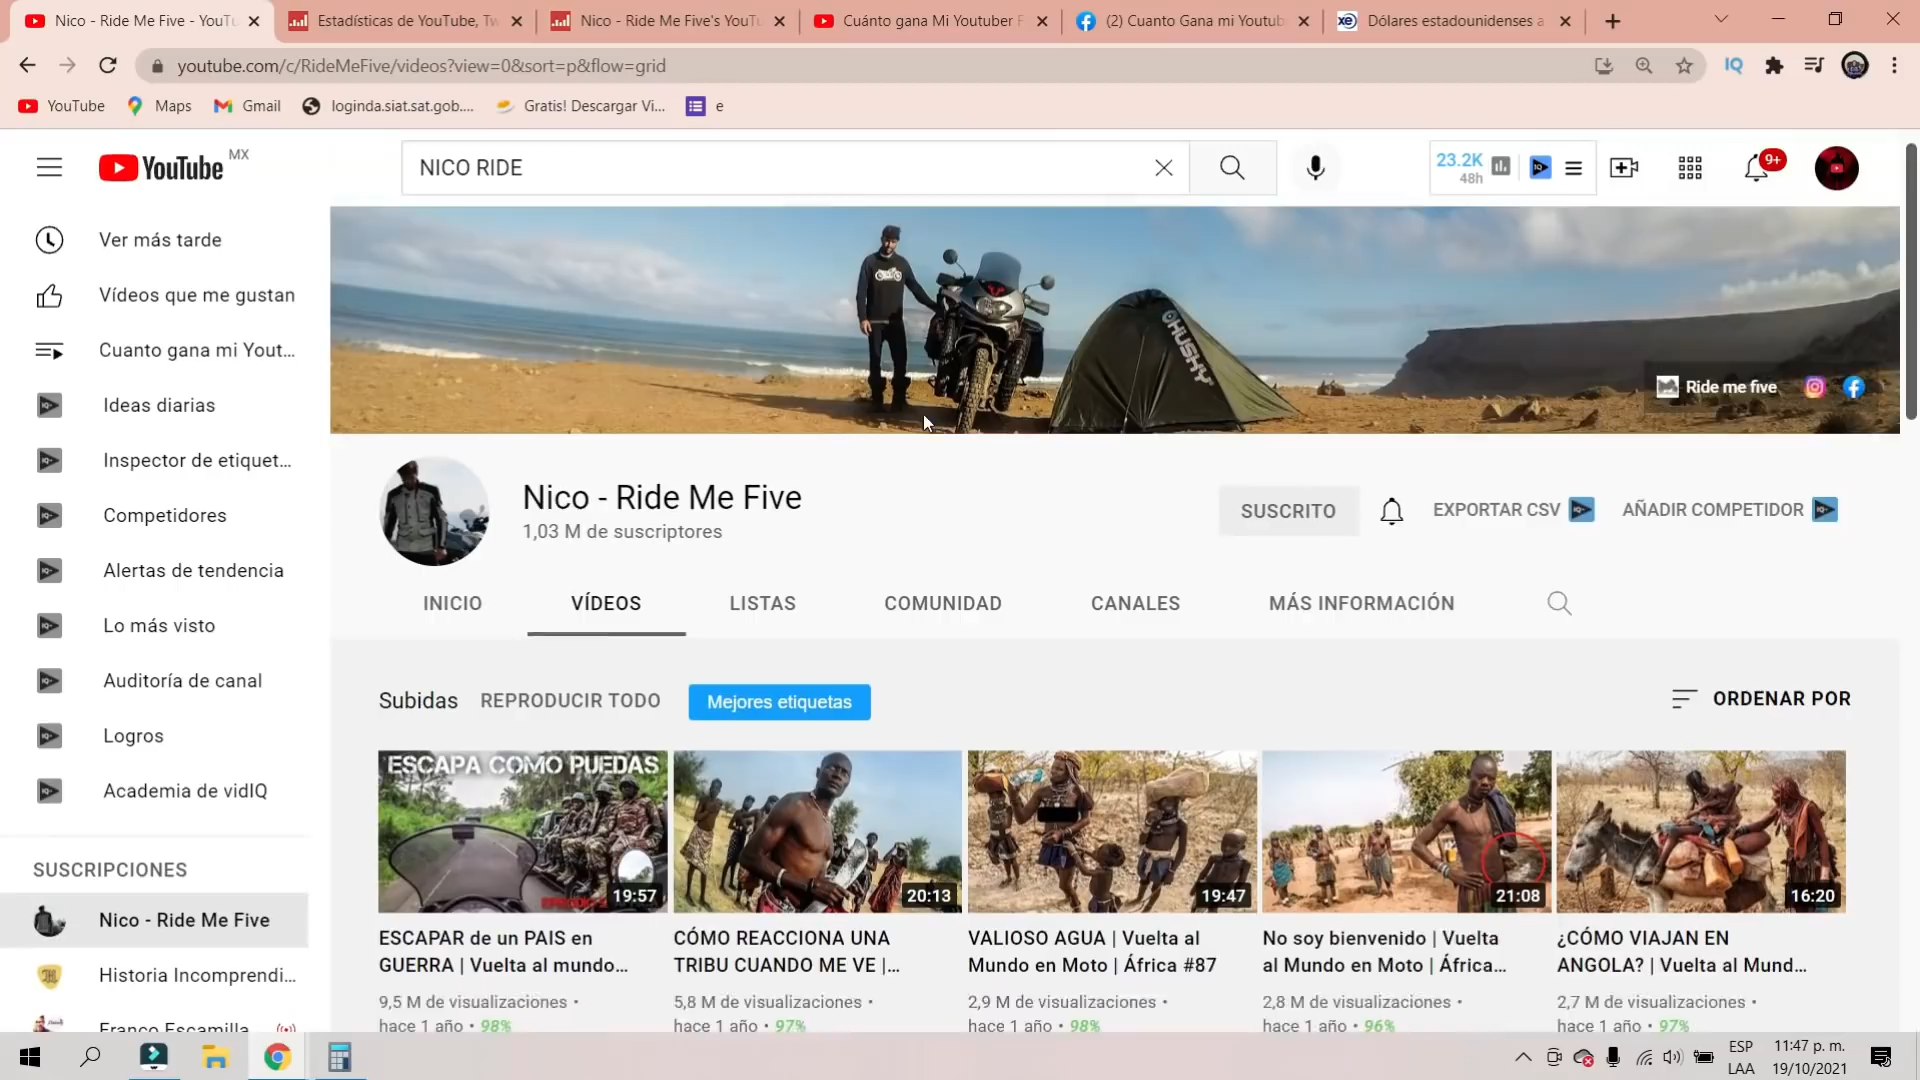 Nico - Ride Me Five - YouTu
Estadísticas de YouTube, Tw
Nico - Ride Me Five's YouTu
Cuánto gana Mi Youtuber F
(2) Cuanto Gana mi Youtub
Dólares estadounidenses a
youtube.com/c/RideMeFive/videos?view=0&sort=p&flow=grid
YouTube
Maps
Gmail
loginda.siat.sat.gob....
Gratis! Descargar Vi...
e
YouTube MX
NICO RIDE
23.2K
48h
9+
Ver más tarde
Vídeos que me gustan
Cuanto gana mi Yout...
Ideas diarias
Inspector de etiquet...
Competidores
Alertas de tendencia
Lo más visto
Auditoría de canal
Logros
Academia de vidIQ
SUSCRIPCIONES
Nico - Ride Me Five
Historia Incomprendi...
Franco Escamilla
HUSKY
Ride me five
Nico - Ride Me Five
1,03 M de suscriptores
SUSCRITO
EXPORTAR CSV
AÑADIR COMPETIDOR
INICIO
VÍDEOS
LISTAS
COMUNIDAD
CANALES
MÁS INFORMACIÓN
Subidas
REPRODUCIR TODO
Mejores etiquetas
ORDENAR POR
ESCAPA COMO PUEDAS
19:57
20:13
19:47
21:08
16:20
ESCAPAR de un PAIS en
GUERRA | Vuelta al mundo...
9,5 M de visualizaciones •
hace 1 año • 98%
CÓMO REACCIONA UNA
TRIBU CUANDO ME VE |...
5,8 M de visualizaciones •
hace 1 año • 97%
VALIOSO AGUA | Vuelta al
Mundo en Moto | África #87
2,9 M de visualizaciones •
hace 1 año • 98%
No soy bienvenido | Vuelta
al Mundo en Moto | África...
2,8 M de visualizaciones •
hace 1 año • 96%
¿CÓMO VIAJAN EN
ANGOLA? | Vuelta al Mund...
2,7 M de visualizaciones •
hace 1 año • 97%
ESP
LAA
11:47 p. m.
19/10/2021